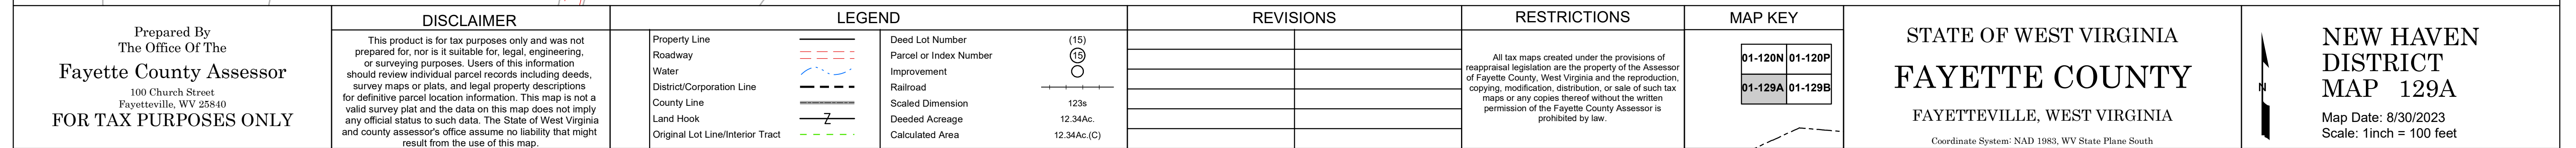 Prepared By
The Office Of The
Fayette County Assessor
100 Church Street
Fayetteville, WV 25840
FOR TAX PURPOSES ONLY
DISCLAIMER
This product is for tax purposes only and was not
prepared for, nor is it suitable for, legal, engineering,
or surveying purposes. Users of this information
should review individual parcel records including deeds,
survey maps or plats, and legal property descriptions
for definitive parcel location information. This map is not a
valid survey plat and the data on this map does not imply
any official status to such data. The State of West Virginia
and county assessor's office assume no liability that might
result from the use of this map.
LEGEND
Property Line
Roadway
Water
District/Corporation Line
County Line
Land Hook Z
Original Lot Line/Interior Tract
Deed Lot Number (15)
Parcel or Index Number 15
Improvement
Railroad
Scaled Dimension 123s
Deeded Acreage 12.34Ac.
Calculated Area 12.34Ac.(C)
REVISIONS
RESTRICTIONS
All tax maps created under the provisions of
reappraisal legislation are the property of the Assessor
of Fayette County, West Virginia and the reproduction,
copying, modification, distribution, or sale of such tax
maps or any copies thereof without the written
permission of the Fayette County Assessor is
prohibited by law.
MAP KEY
01-120N 01-120P
01-129A 01-129B
STATE OF WEST VIRGINIA
FAYETTE COUNTY
FAYETTEVILLE, WEST VIRGINIA
Coordinate System: NAD 1983, WV State Plane South
N
NEW HAVEN
DISTRICT
MAP 129A
Map Date: 8/30/2023
Scale: 1inch = 100 feet